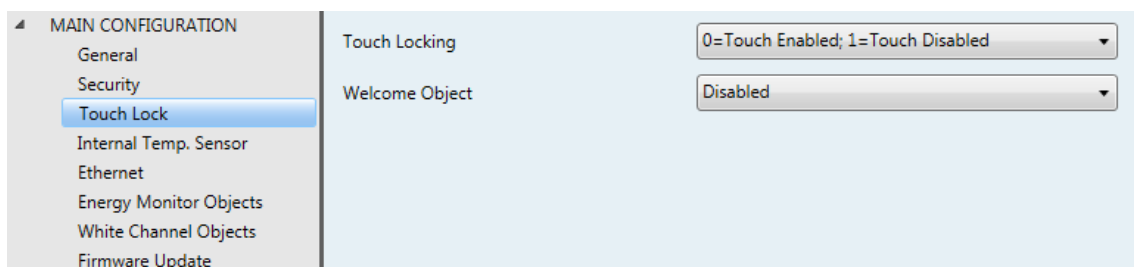 MAIN CONFIGURATION
General
Security
Touch Lock
Internal Temp. Sensor
Ethernet
Energy Monitor Objects
White Channel Objects
Firmware Update
Touch Locking
0=Touch Enabled; 1=Touch Disabled
Welcome Object
Disabled